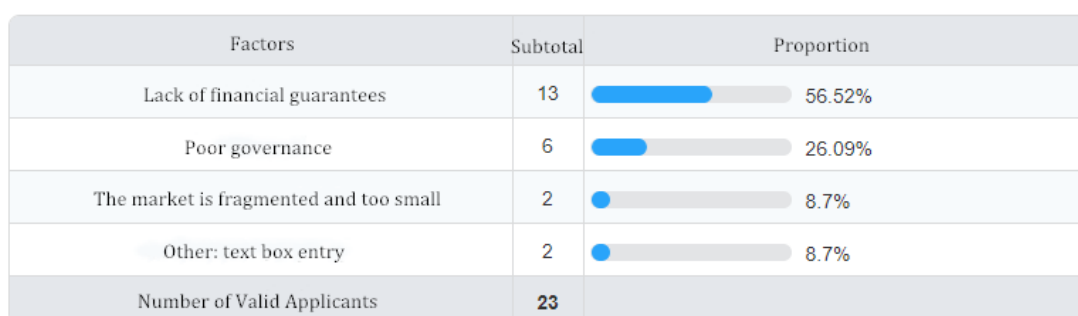 Factors Subtotal Proportion
Lack of financial guarantees 13 56.52%
Poor governance 6 26.09%
The market is fragmented and too small 2 8.7%
Other: text box entry 2 8.7%
Number of Valid Applicants 23